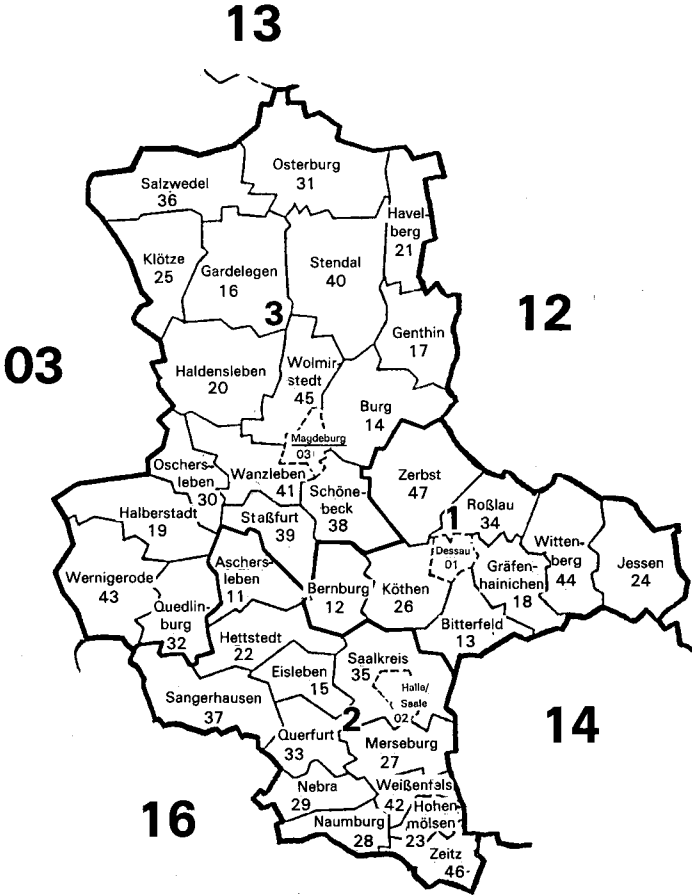 13
Osterburg
31
Salzwedel
36
Havel-
berg
21
Klötze
25
Gardelegen
16
Stendal
40
3
12
Genthin
17
03
Haldensleben
20
Wolmir-
stedt
45
Burg
14
Magdeburg
03
Oschers-
leben
30
Wanzleben
41
Schöne-
beck
38
Zerbst
47
Halberstadt
19
Staßfurt
39
1
Roßlau
34
Witten-
berg
44
Jessen
24
Dessau
01
Gräfen-
hainichen
18
Wernigerode
43
Aschers-
leben
11
Bernburg
12
Köthen
26
Quedlin-
burg
32
Bitterfeld
13
Hettstedt
22
Eisleben
15
Saalkreis
35
Halle/
Saale
02
Sangerhausen
37
2
14
Querfurt
33
Merseburg
27
Nebra
29
Weißenfals
42
Hohen
mölsen
23
16
Naumburg
28
Zeitz
46